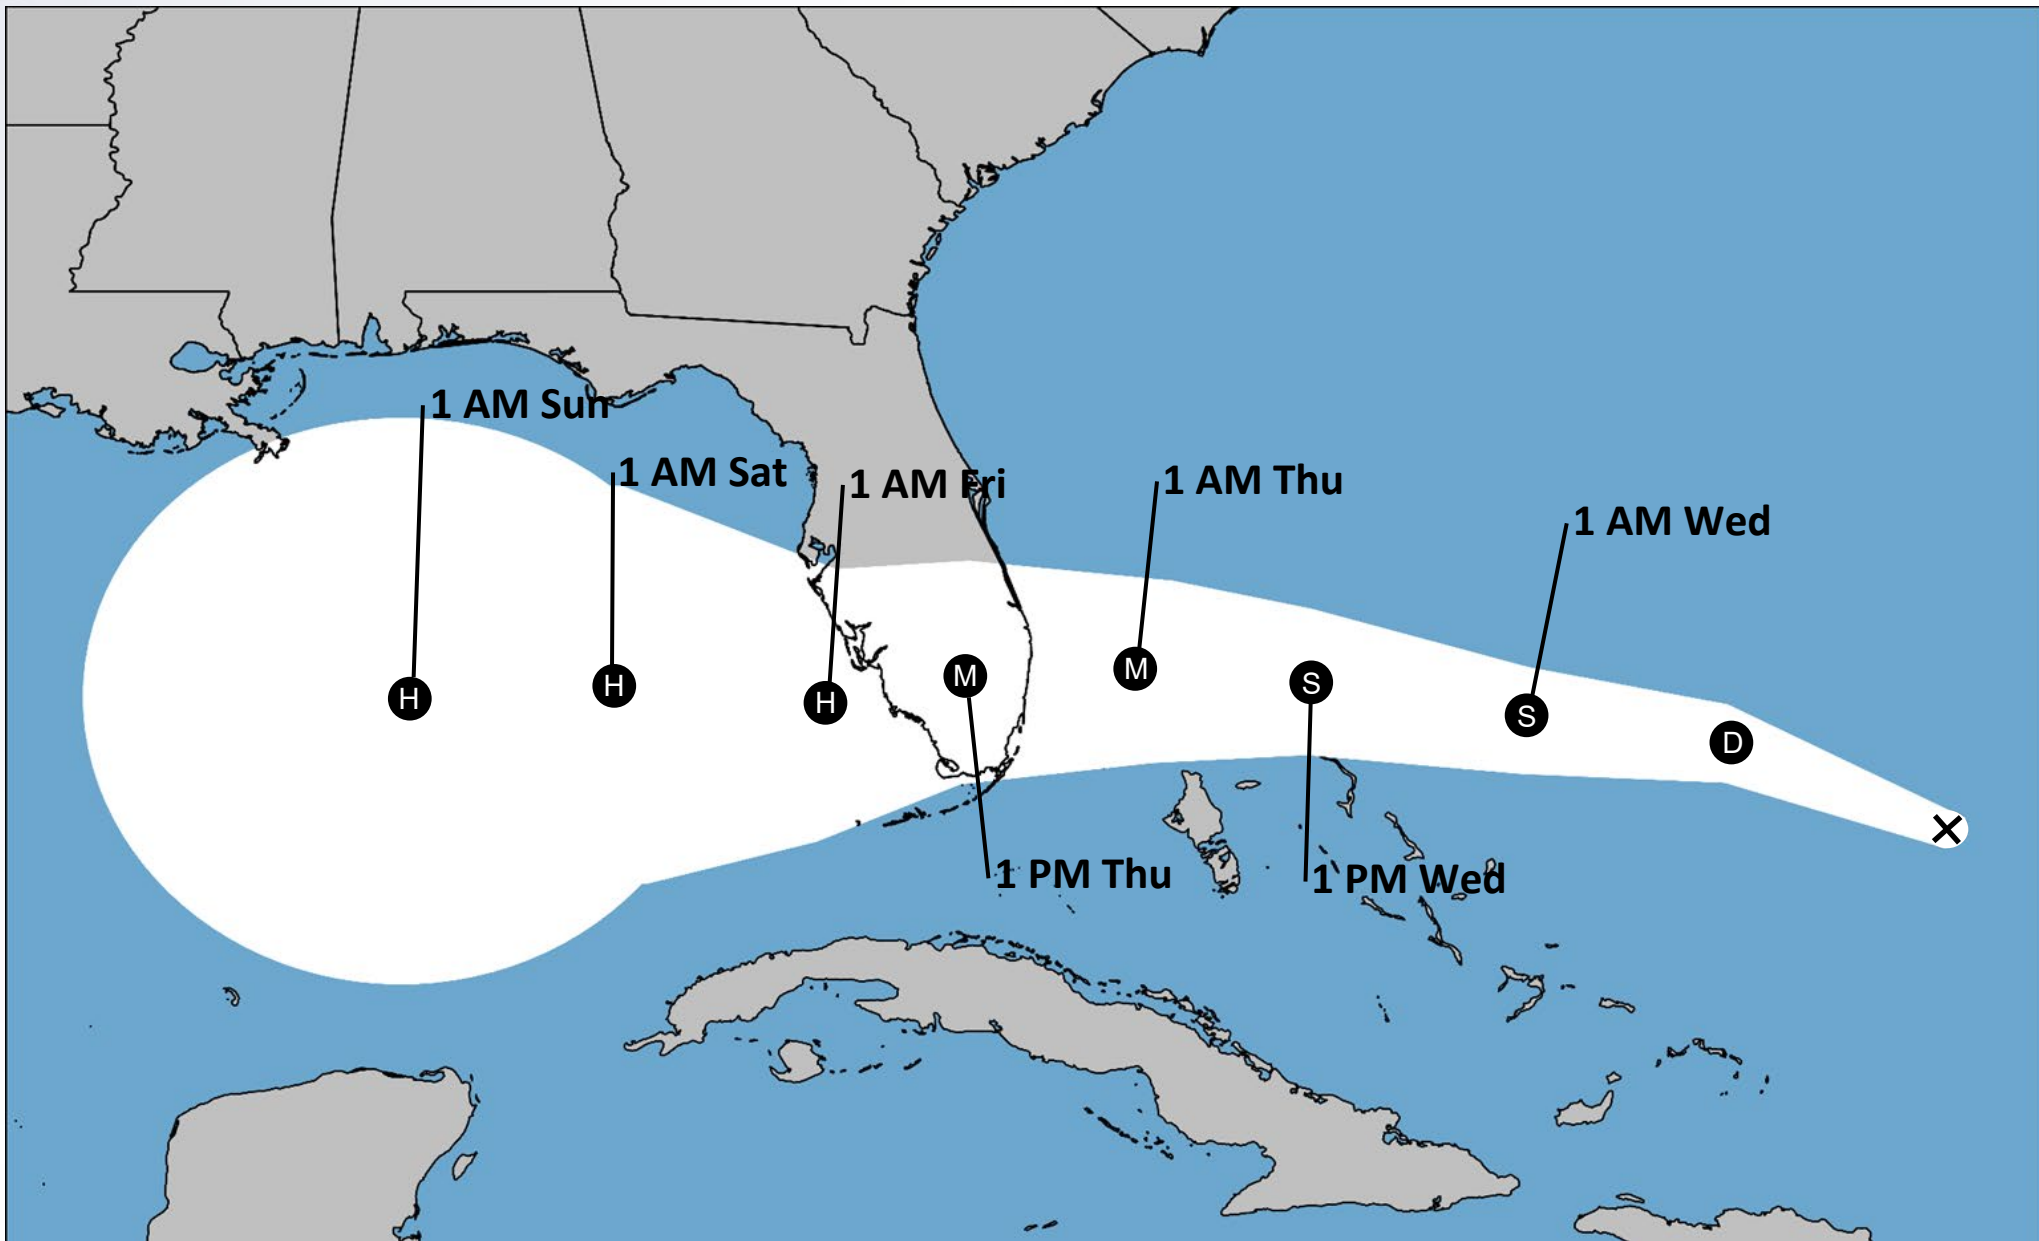 1 AM Sun
1 AM Sat
1 AM Fri
1 AM Thu
1 AM Wed
H
H
H
M
M
S
S
D
1 PM Thu
1 PM Wed